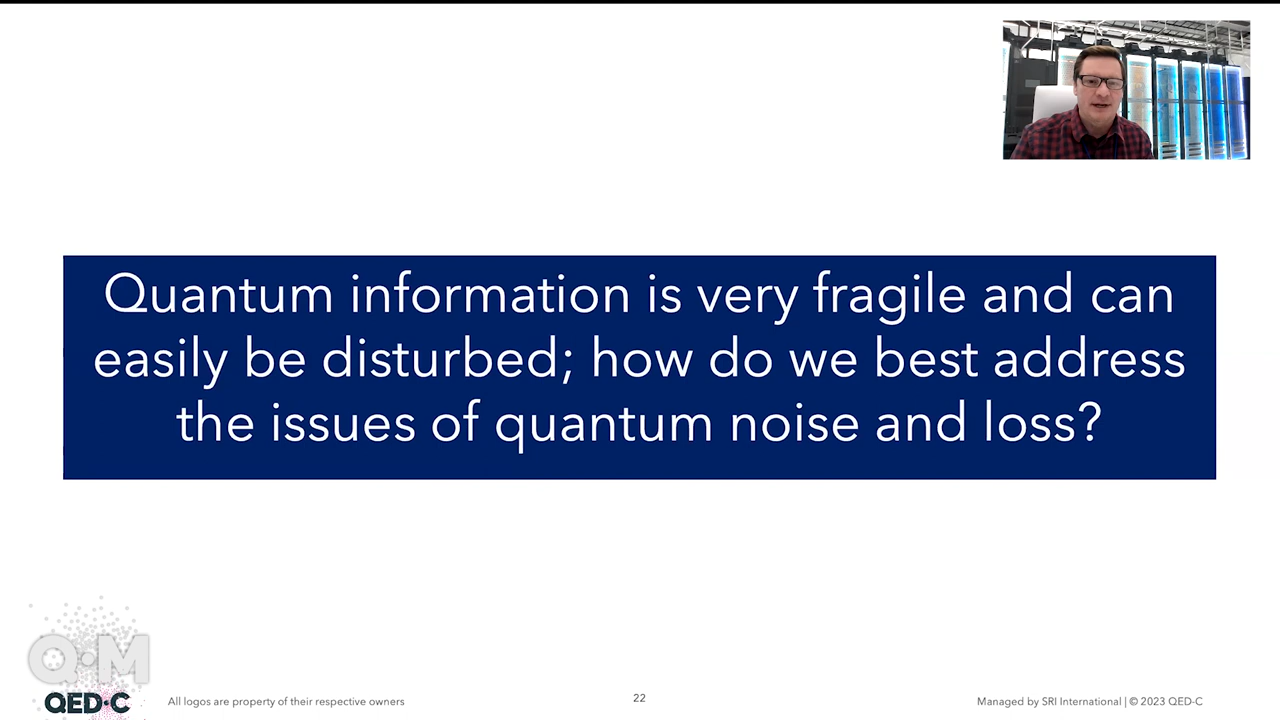 Quantum information is very fragile and can
easily be disturbed; how do we best address
the issues of quantum noise and loss?
Q·M
QED·C
All logos are property of their respective owners
22
Managed by SRI International | © 2023 QED-C